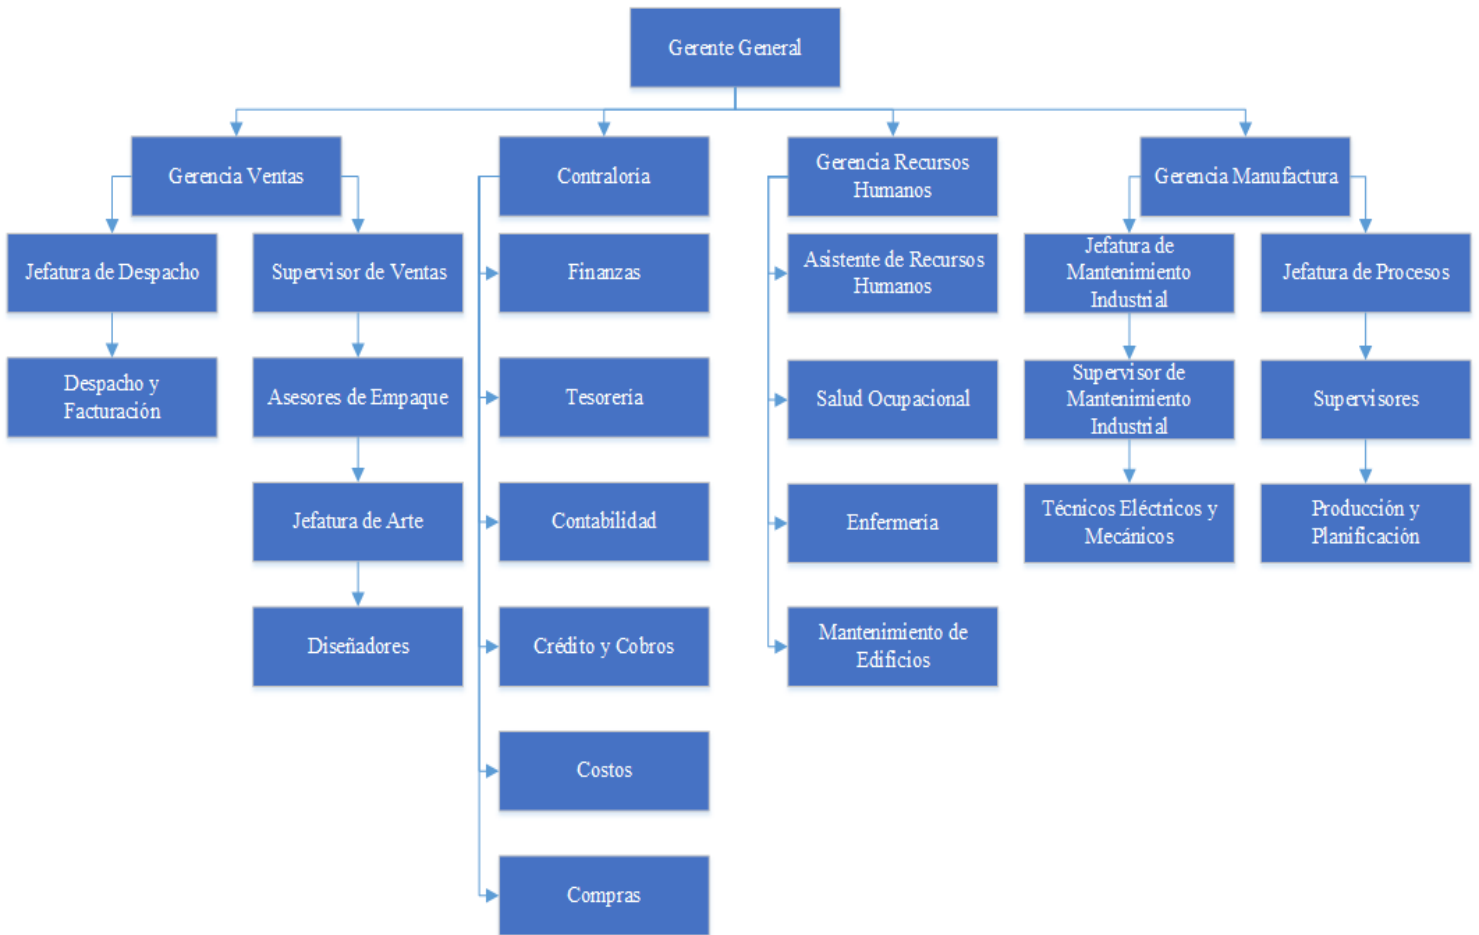 Gerente General
Gerencia Ventas
Contraloría
Gerencia Recursos
Humanos
Gerencia Manufactura
Jefatura de Despacho
Supervisor de Ventas
Finanzas
Asistente de Recursos
Humanos
Jefatura de
Mantenimiento
Industrial
Jefatura de Procesos
Despacho y
Facturación
Asesores de Empaque
Tesorería
Salud Ocupacional
Supervisor de
Mantenimiento
Industrial
Supervisores
Jefatura de Arte
Contabilidad
Enfermería
Técnicos Eléctricos y
Mecánicos
Producción y
Planificación
Diseñadores
Crédito y Cobros
Mantenimiento de
Edificios
Costos
Compras